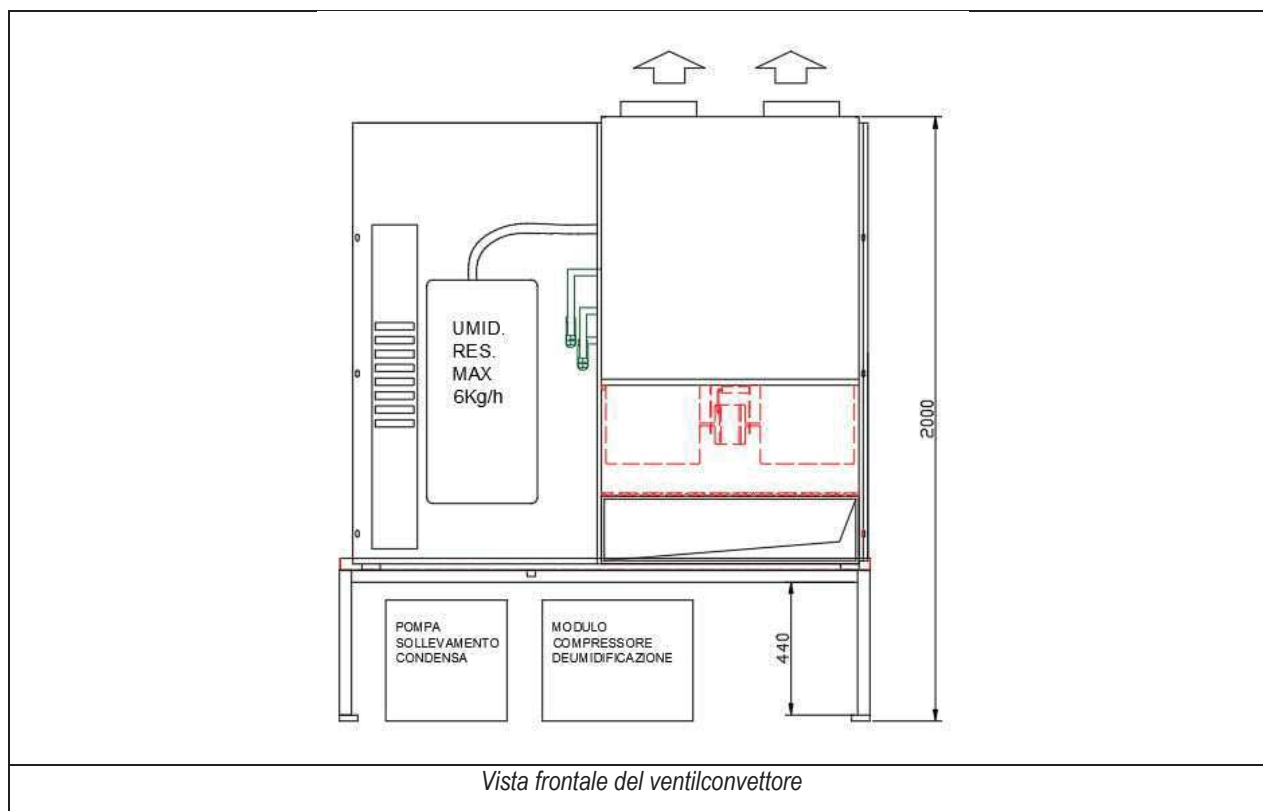 UMID.
RES.
MAX
6Kg/h
2000
440
POMPA
SOLLEVAMENTO
CONDENSA
MODULO
COMPRESSORE
DEUMIDIFICAZIONE
Vista frontale del ventilconvettore